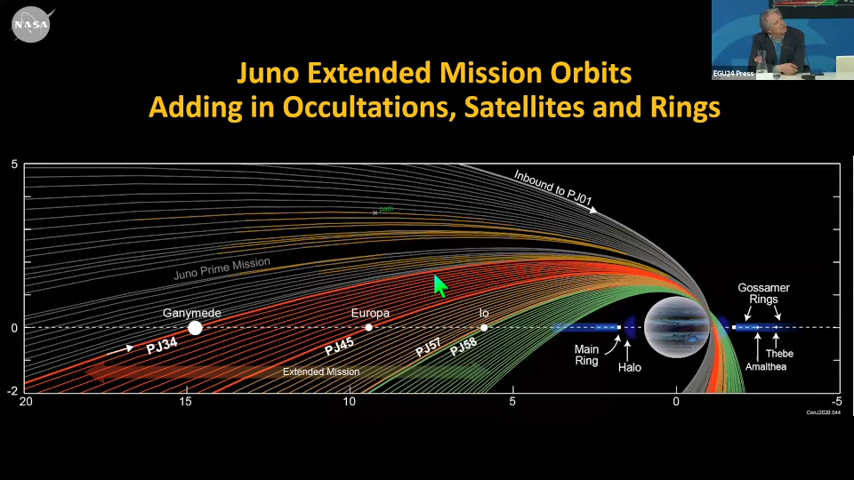 NASA
EGU24 Press
Juno Extended Mission Orbits
Adding in Occultations, Satellites and Rings
5
Inbound to PJ01
path
Juno Prime Mission
Gossamer
Rings
Ganymede
Europa
Io
0
PJ34
PJ45
PJ57
PJ58
Main
Ring
Halo
Thebe
Amalthea
Extended Mission
-2
20
15
10
5
0
-5